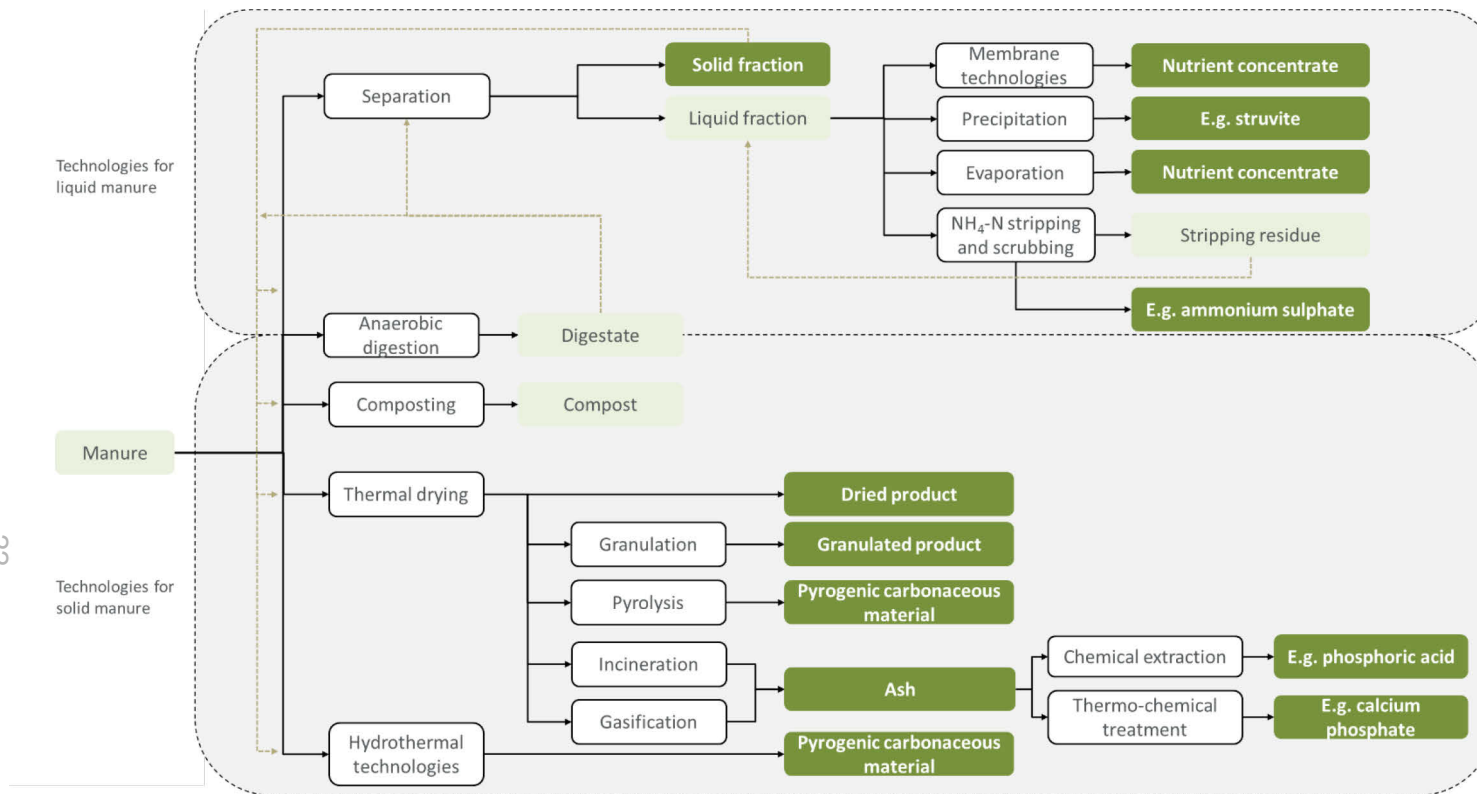 Solid fraction
Membrane
technologies
Nutrient concentrate
Separation
Liquid fraction
Precipitation
E.g. struvite
Technologies for
liquid manure
Evaporation
Nutrient concentrate
NH₄-N stripping
and scrubbing
Stripping residue
E.g. ammonium sulphate
Anaerobic
digestion
Digestate
Composting
Compost
Manure
Thermal drying
Dried product
Granulation
Granulated product
Technologies for
solid manure
Pyrolysis
Pyrogenic carbonaceous
material
Incineration
Ash
Chemical extraction
E.g. phosphoric acid
Gasification
Thermo-chemical
treatment
E.g. calcium
phosphate
Hydrothermal
technologies
Pyrogenic carbonaceous
material